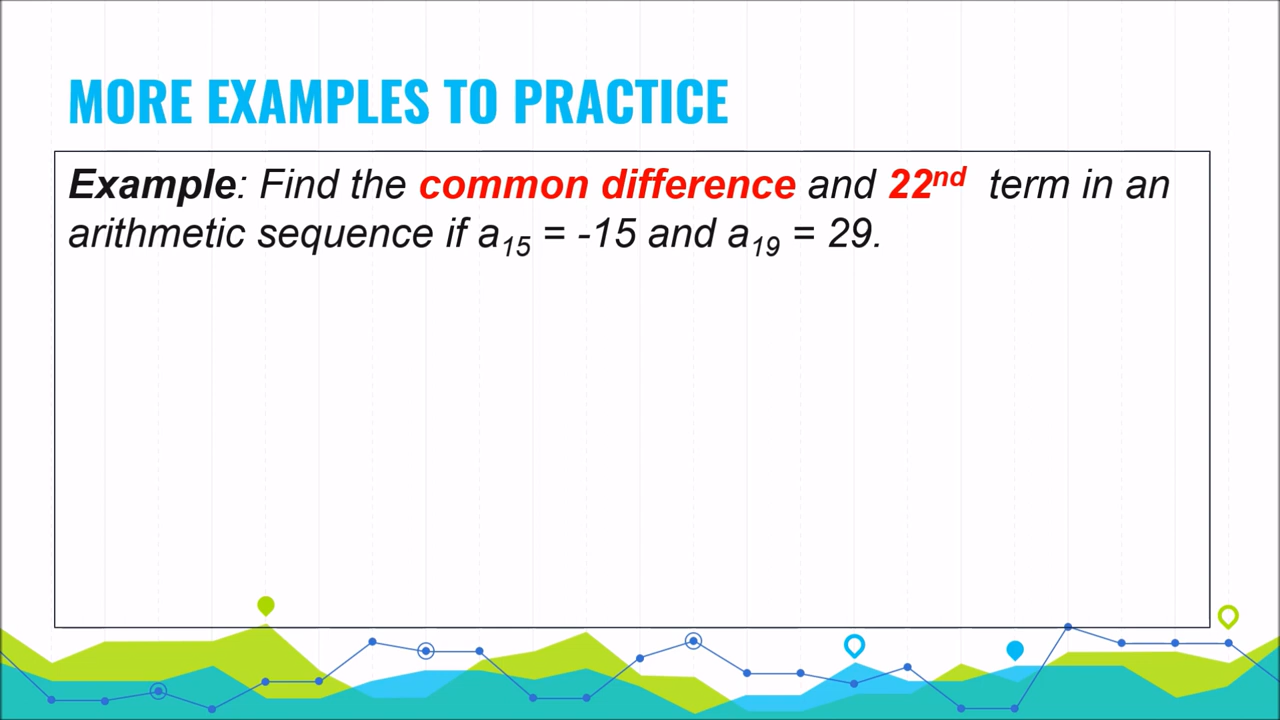 MORE EXAMPLES TO PRACTICE
Example: Find the common difference and 22nd term in an
arithmetic sequence if a15 = -15 and a19 = 29.